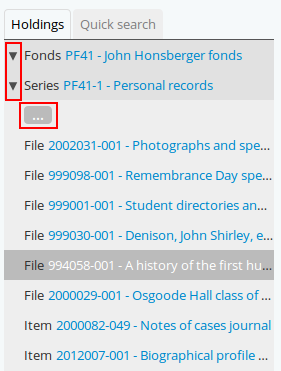 Holdings Quick search
▼ Fonds PF41 - John Honsberger fonds
▼ Series PF41-1 - Personal records
...
File 2002031-001 - Photographs and spe...
File 999098-001 - Remembrance Day spe...
File 999001-001 - Student directories an...
File 999030-001 - Denison, John Shirley, e...
File 994058-001 - A history of the first hu...
File 2000029-001 - Osgoode Hall class of ...
Item 2000082-049 - Notes of cases journal
Item 2012007-001 - Biographical profile ...